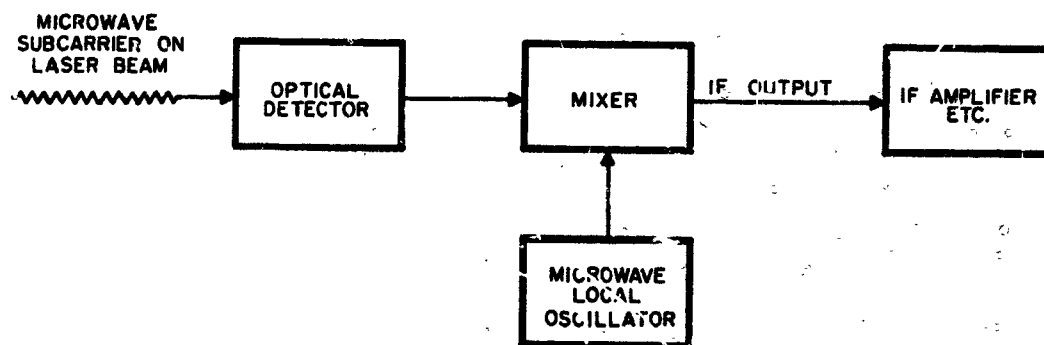 MICROWAVE
SUBCARRIER ON
LASER BEAM
OPTICAL
DETECTOR
MIXER
IF OUTPUT
IF AMPLIFIER
ETC.
MICROWAVE
LOCAL
OSCILLATOR